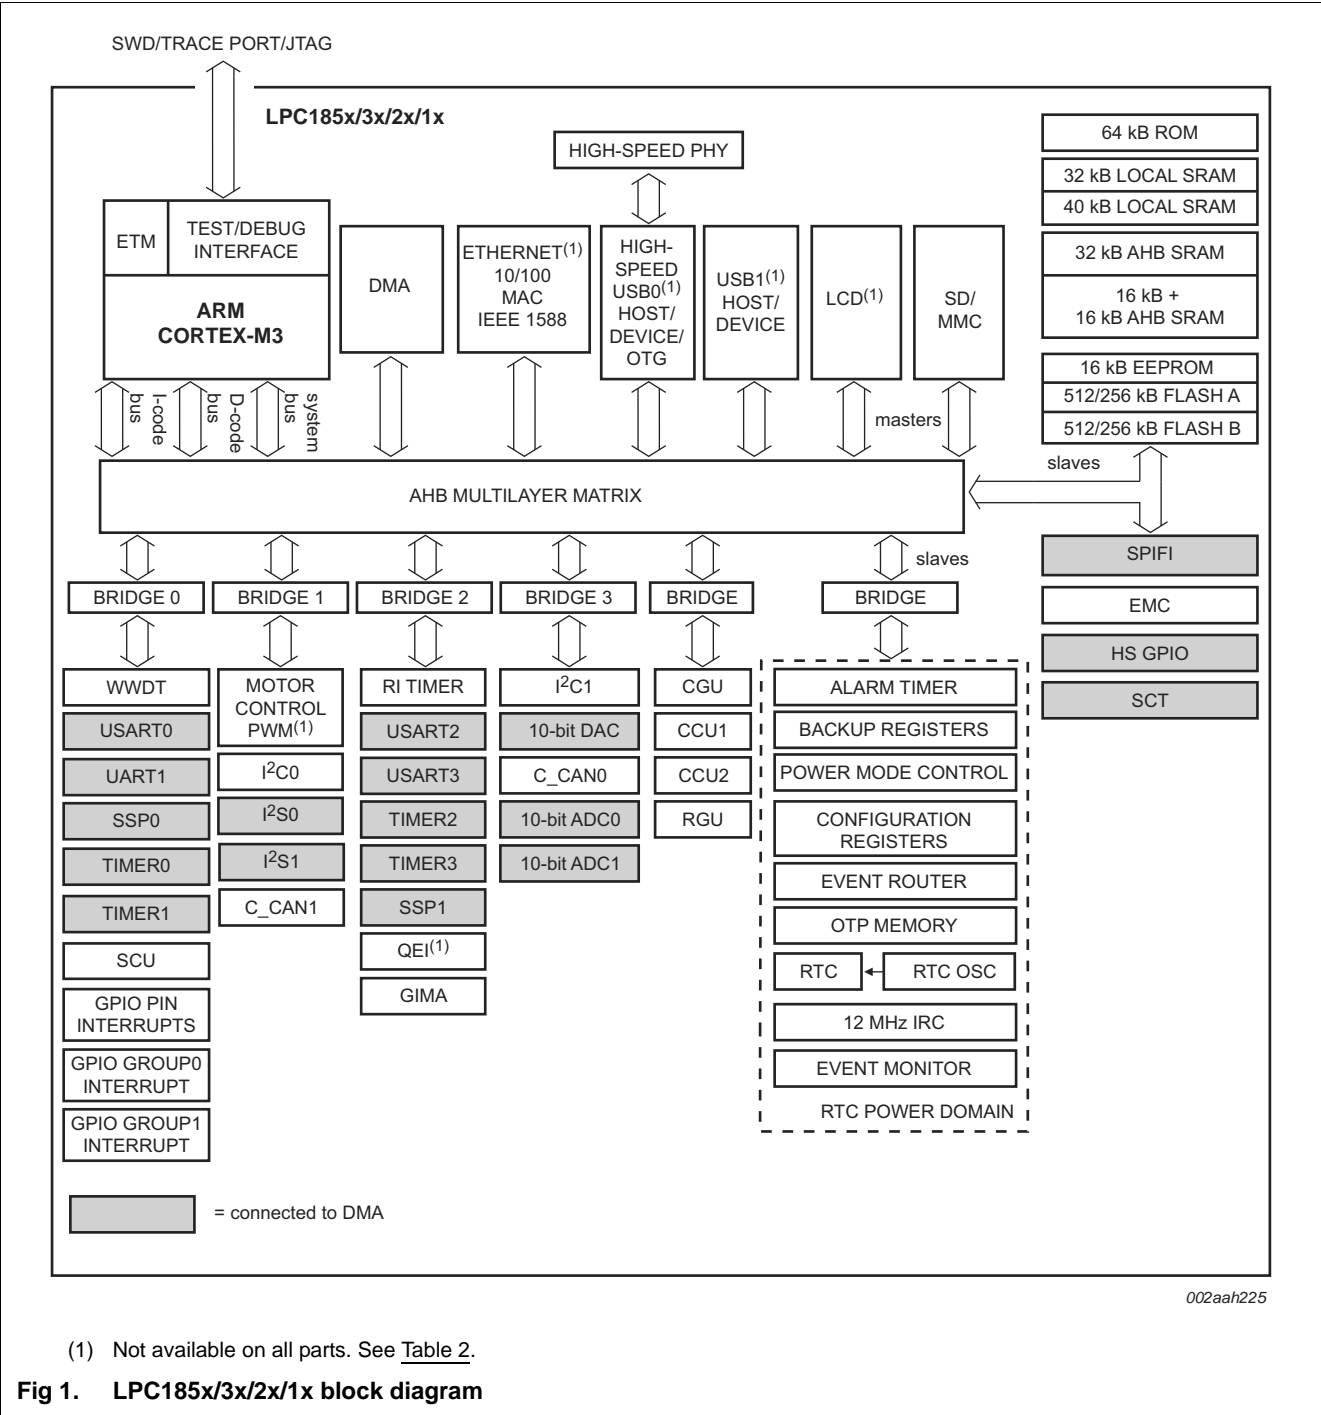 SWD/TRACE PORT/JTAG
LPC185x/3x/2x/1x
HIGH-SPEED PHY
ETM
TEST/DEBUG
INTERFACE
ARM
CORTEX-M3
DMA
ETHERNET(1)
10/100
MAC
IEEE 1588
HIGH-
SPEED
USB0(1)
HOST/
DEVICE/
OTG
USB1(1)
HOST/
DEVICE
LCD(1)
SD/
MMC
64 kB ROM
32 kB LOCAL SRAM
40 kB LOCAL SRAM
32 kB AHB SRAM
16 kB +
16 kB AHB SRAM
16 kB EEPROM
512/256 kB FLASH A
512/256 kB FLASH B
I-code
bus
D-code
bus
system
bus
masters
slaves
AHB MULTILAYER MATRIX
slaves
BRIDGE 0
BRIDGE 1
BRIDGE 2
BRIDGE 3
BRIDGE
BRIDGE
SPIFI
EMC
HS GPIO
SCT
WWDT
USART0
UART1
SSP0
TIMER0
TIMER1
SCU
GPIO PIN
INTERRUPTS
GPIO GROUP0
INTERRUPT
GPIO GROUP1
INTERRUPT
MOTOR
CONTROL
PWM(1)
I2C0
I2S0
I2S1
C_CAN1
RI TIMER
USART2
USART3
TIMER2
TIMER3
SSP1
QEI(1)
GIMA
I2C1
10-bit DAC
C_CAN0
10-bit ADC0
10-bit ADC1
CGU
CCU1
CCU2
RGU
ALARM TIMER
BACKUP REGISTERS
POWER MODE CONTROL
CONFIGURATION
REGISTERS
EVENT ROUTER
OTP MEMORY
RTC
RTC OSC
12 MHz IRC
EVENT MONITOR
RTC POWER DOMAIN
= connected to DMA
002aah225
(1) Not available on all parts. See Table 2.
Fig 1. LPC185x/3x/2x/1x block diagram